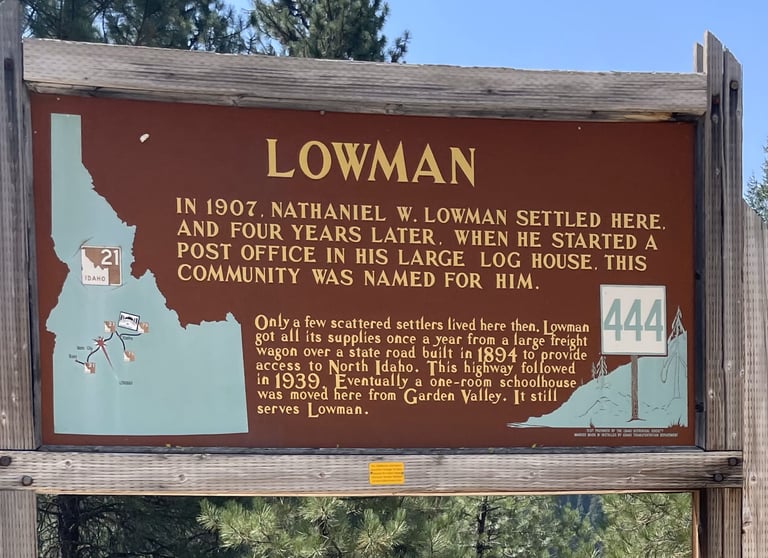 LOWMAN
IN 1907, NATHANIEL W. LOWMAN SETTLED HERE,
AND FOUR YEARS LATER, WHEN HE STARTED A
POST OFFICE IN HIS LARGE LOG HOUSE, THIS
COMMUNITY WAS NAMED FOR HIM.
21
IDAHO
Only a few scattered settlers lived here then. Lowman
got all its supplies once a year from a large freight
wagon over a state road built in 1894 to provide
access to North Idaho. This highway followed
in 1939. Eventually a one-room schoolhouse
was moved here from Garden Valley. It still
serves Lowman.
444